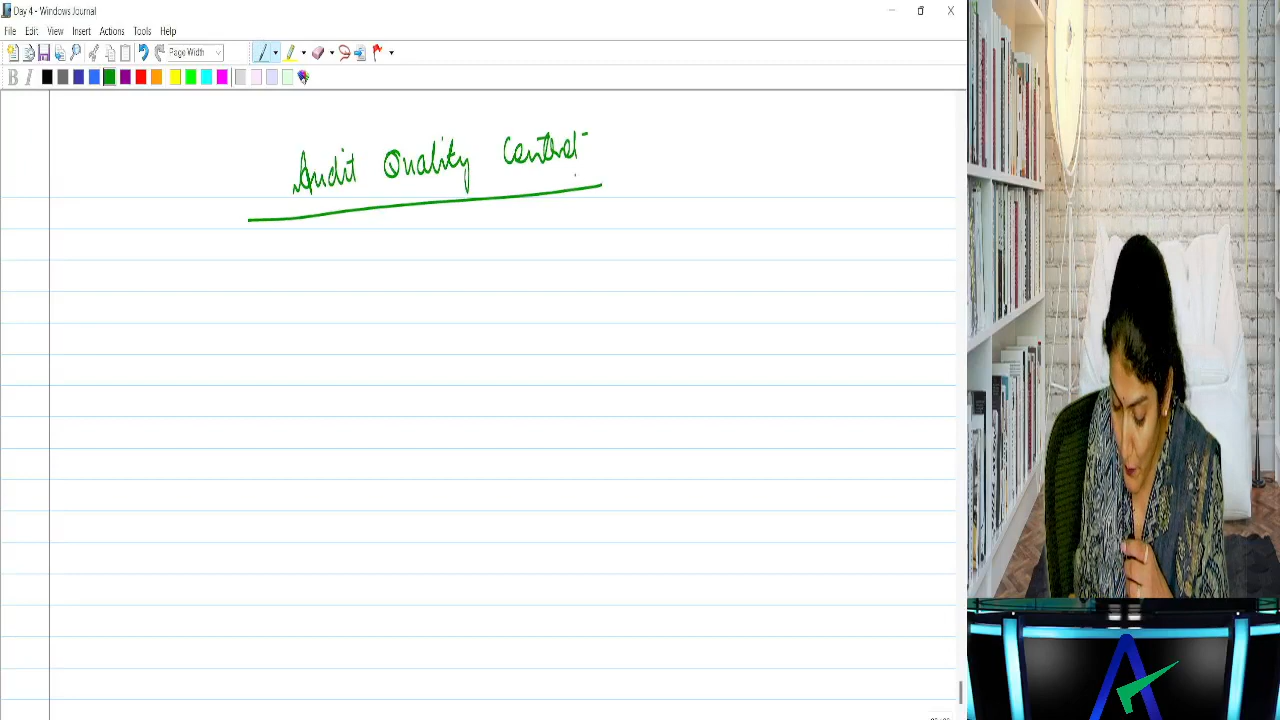 Day 4 - Windows Journal
File Edit View Insert Actions Tools Help
Page Width
B I
Audit Quality Control